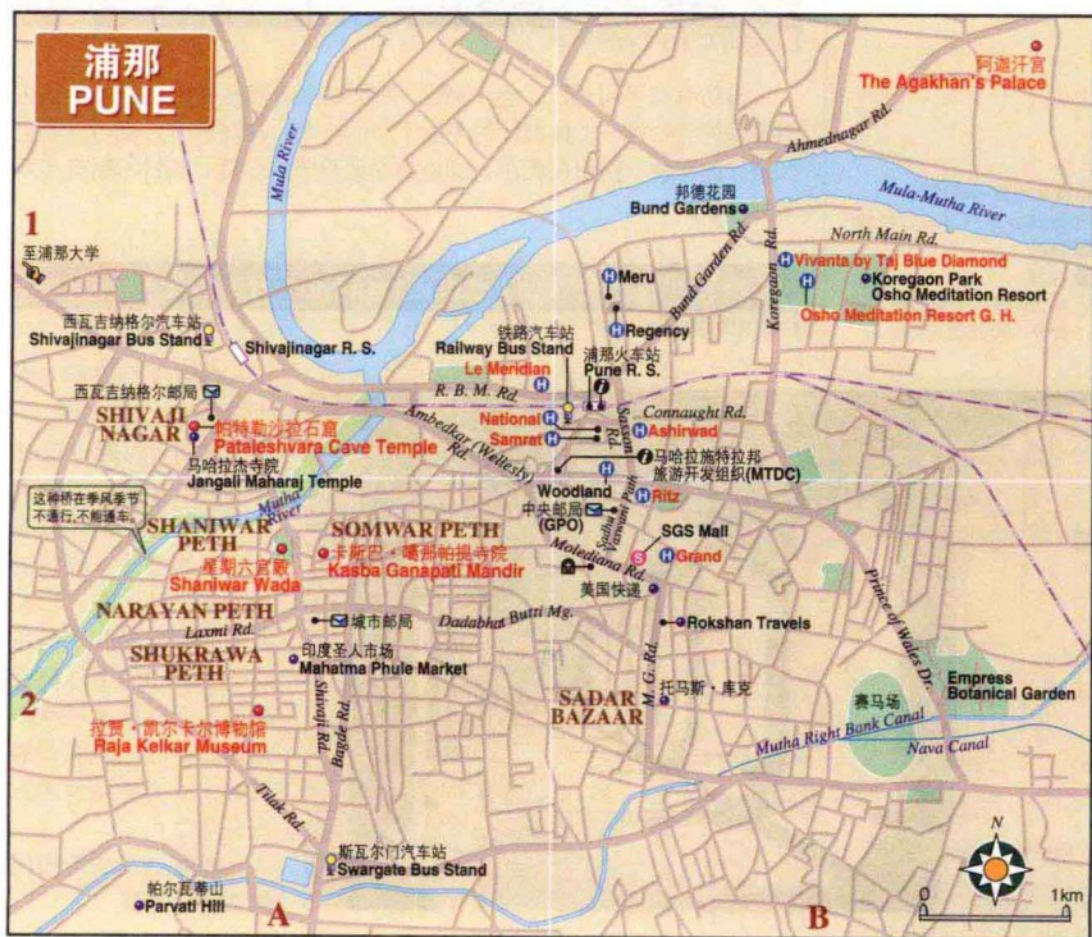 浦那
PUNE
阿迦汗宫
The Agakhan's Palace
Ahmednagar Rd.
Mula River
邦德花园
Bund Gardens
Mula-Mutha River
North Main Rd.
1
至浦那大学
Bund Garden Rd.
Koregaon Rd.
Vivanta by Taj Blue Diamond
Meru
Koregaon Park
Osho Meditation Resort
Osho Meditation Resort G. H.
西瓦吉纳格尔汽车站
Shivajinagar Bus Stand
Shivajinagar R. S.
铁路汽车站
Railway Bus Stand
Regency
浦那火车站
Pune R. S.
Le Meridian
R. B. M. Rd.
西瓦吉纳格尔邮局
SHIVAJI
NAGAR
帕特勒沙拉石窟
Pataleshvara Cave Temple
马哈拉杰寺院
Jangali Maharaj Temple
Ambedkar (Wellesly)
Rd.
National
Samrat
Sasson
Rd.
Connaught Rd.
Ashirwad
马哈拉施特拉邦
旅游开发组织(MTDC)
Woodland
Ritz
中央邮局
(GPO)
Sadhu
Varwani Path
这种桥在季风季节
不通行,不能通车。
Mutha
River
SHANIWAR
PETH
SOMWAR PETH
星期六宫殿
Shaniwar Wada
卡斯巴·噶那帕提寺院
Kasba Ganapati Mandir
SGS Mall
Grand
Molediana Rd.
美国快递
NARAYAN PETH
Laxmi Rd.
城市邮局
Dadabhai Butti Mg.
Rokshan Travels
SHUKRAWA
PETH
印度圣人市场
Mahatma Phule Market
Prince of Wales Dr.
Empress
Botanical Garden
2
SADAR
BAZAAR
M. G. Rd.
托马斯·库克
赛马场
拉贾·凯尔卡尔博物馆
Raja Kelkar Museum
Shivaji Rd.
Bagde Rd.
Mutha Right Bank Canal
Nava Canal
Tilak Rd.
斯瓦尔门汽车站
Swargate Bus Stand
帕尔瓦蒂山
Parvati Hill
A
B
N
0 1km